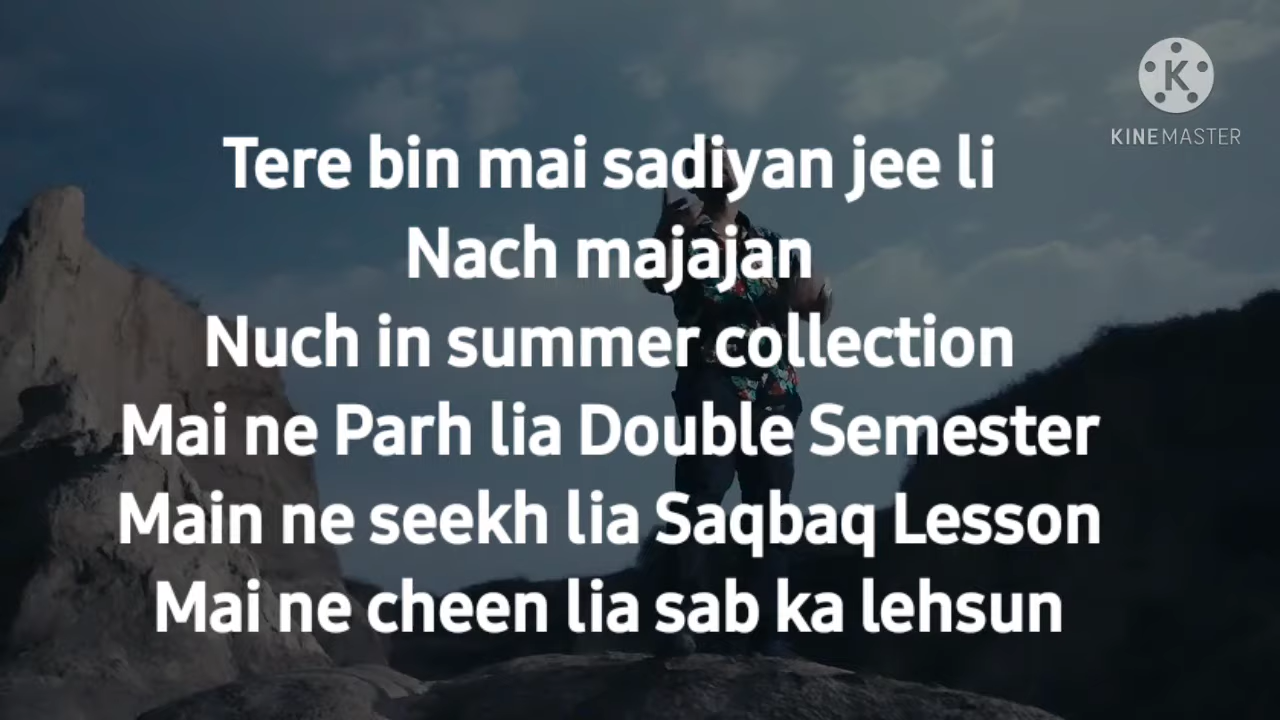 K
KINEMASTER
Tere bin mai sadiyan jee li
Nach majajan
Nuch in summer collection
Mai ne Parh lia Double Semester
Main ne seekh lia Saqbaq Lesson
Mai ne cheen lia sab ka lehsun